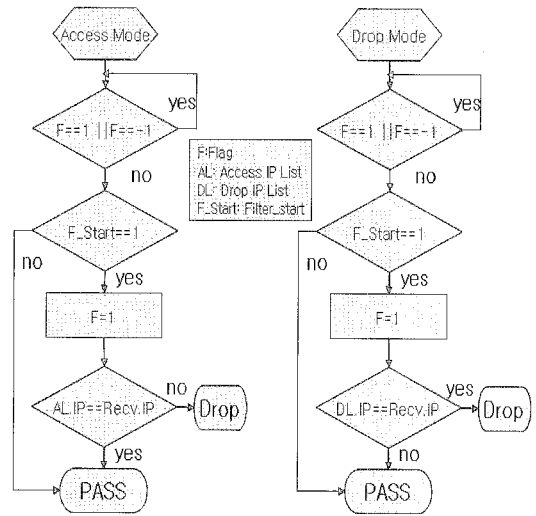 Access Mode
yes
F==1 ||F==-1
no
F_Start==1
no
yes
F=1
AL.IP==Recv.IP
no
Drop
yes
PASS
F:Flag
AL: Access IP List
DL: Drop IP List
F_Start: Filter_start
Drop Mode
yes
F==1 ||F==-1
no
F_Start==1
no
yes
F=1
DL.IP==Recv.IP
yes
Drop
no
PASS